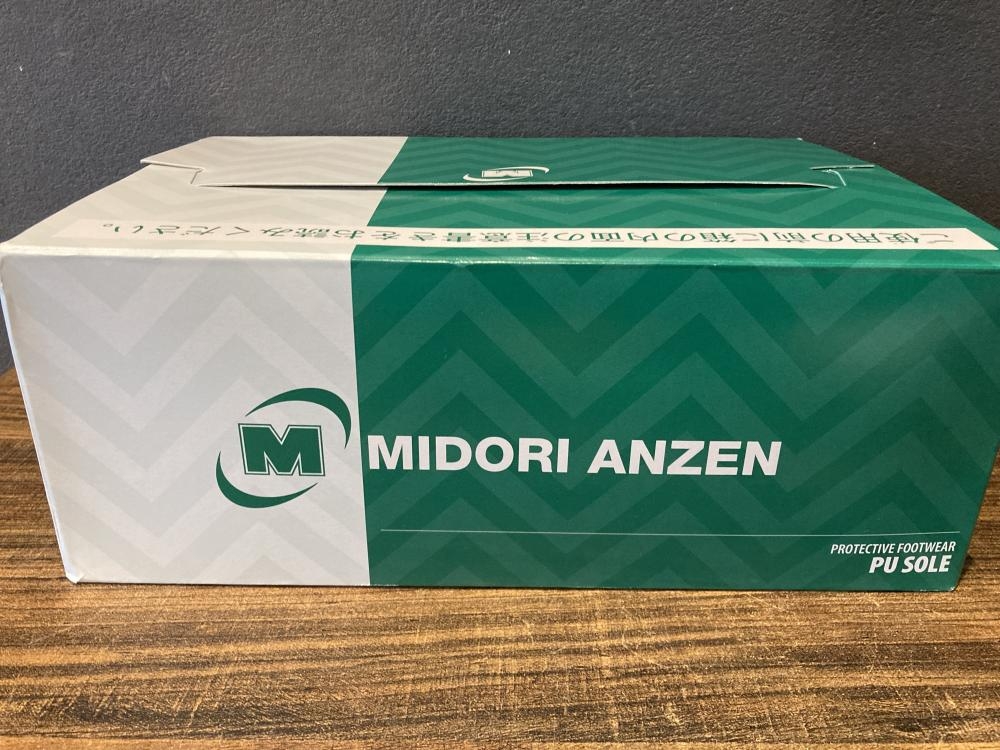 M
ご使用の前に箱の内面の注意書きをお読みください。
M
MIDORI ANZEN
PROTECTIVE FOOTWEAR
PU SOLE